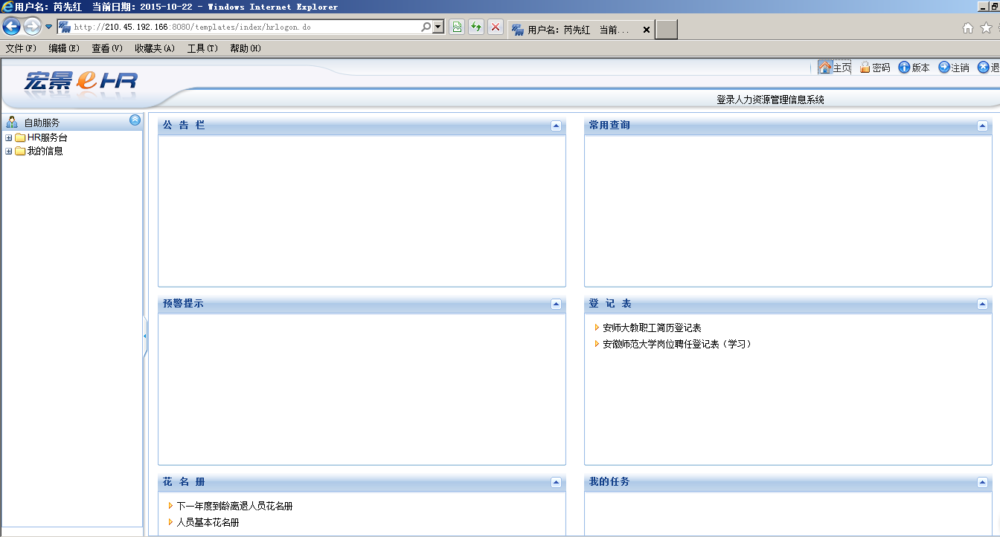 用户名: 芮先红 当前日期: 2015-10-22 - Windows Internet Explorer
http://210.45.192.166:8080/templates/index/hrlogon.do
用户名: 芮先红 当前...
文件(F) 编辑(E) 查看(V) 收藏夹(A) 工具(T) 帮助(H)
宏景eHR
主页 密码 版本 注销 退
登录人力资源管理信息系统
自助服务
HR服务台
我的信息
公 告 栏
常用查询
预警提示
登 记 表
安师大教职工简历登记表
安徽师范大学岗位聘任登记表（学习）
花 名 册
下一年度到龄离退人员花名册
人员基本花名册
我的任务